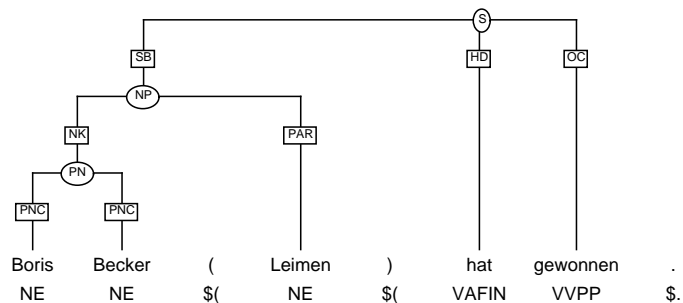 S
SB HD OC
NP
NK PAR
PN
PNC PNC
Boris Becker ( Leimen ) hat gewonnen .
NE NE $( NE $( VAFIN VVPP $.